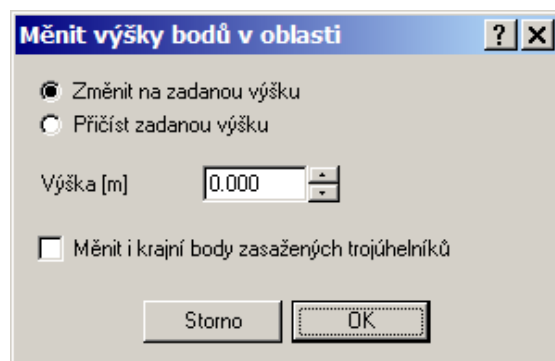 Měnit výšky bodů v oblasti
Změnit na zadanou výšku
Přičíst zadanou výšku
Výška [m] 0.000
Měnit i krajní body zasažených trojúhelníků
Storno OK